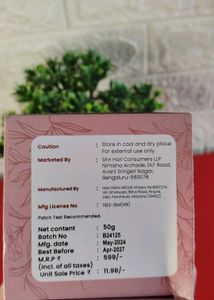 Caution : Store in cool and dry place
For external use only
Marketed By : Shri Hari Consumers LLP
Nimisha Archade, DLF Road,
Avani Sringeri Nagar,
Bengaluru-560076
Manufactured By :
Mfg License No :
Patch Test Recommended.
Net content : 50g
Batch No : B24125
Mfg. date : May-2024
Best Before : Apr-2027
M.R.P ₹ : 599/-
(Incl. of all taxes)
Unit Sale Price ₹ : 11.98/-